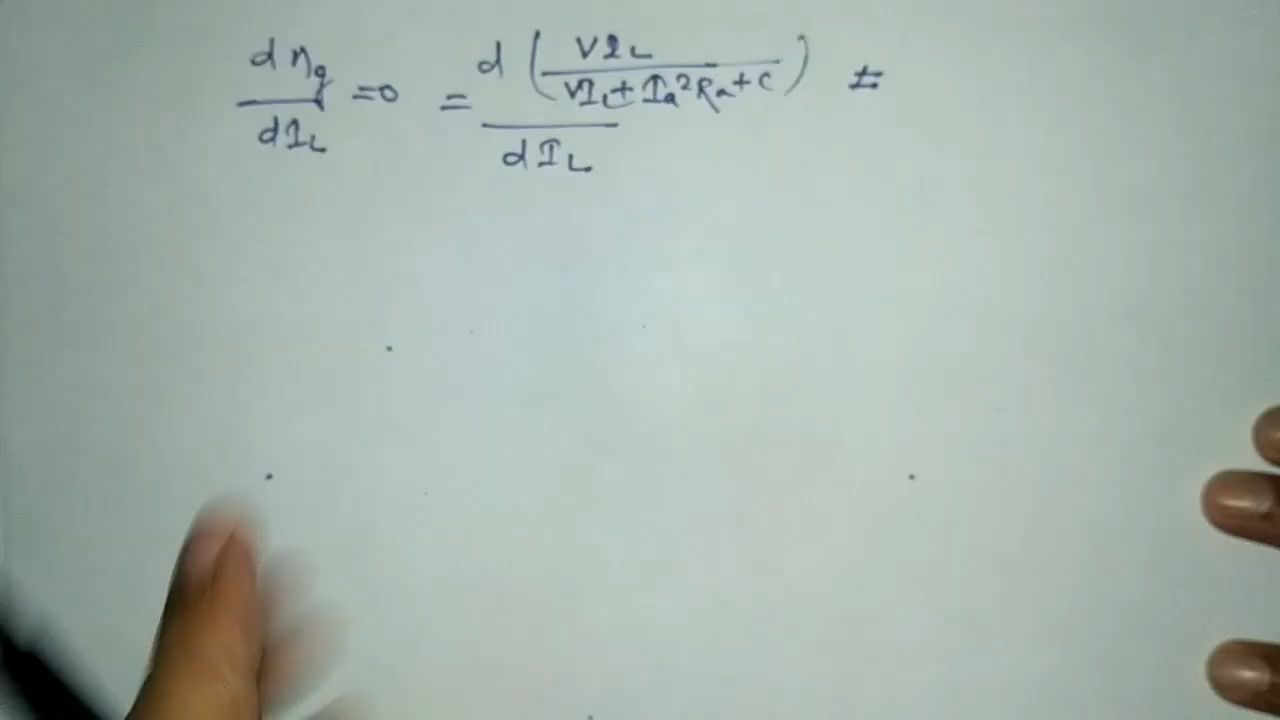 dηg/dIL =0 = d (VIL/(VIL+Ia²Ra+C))/dIL =